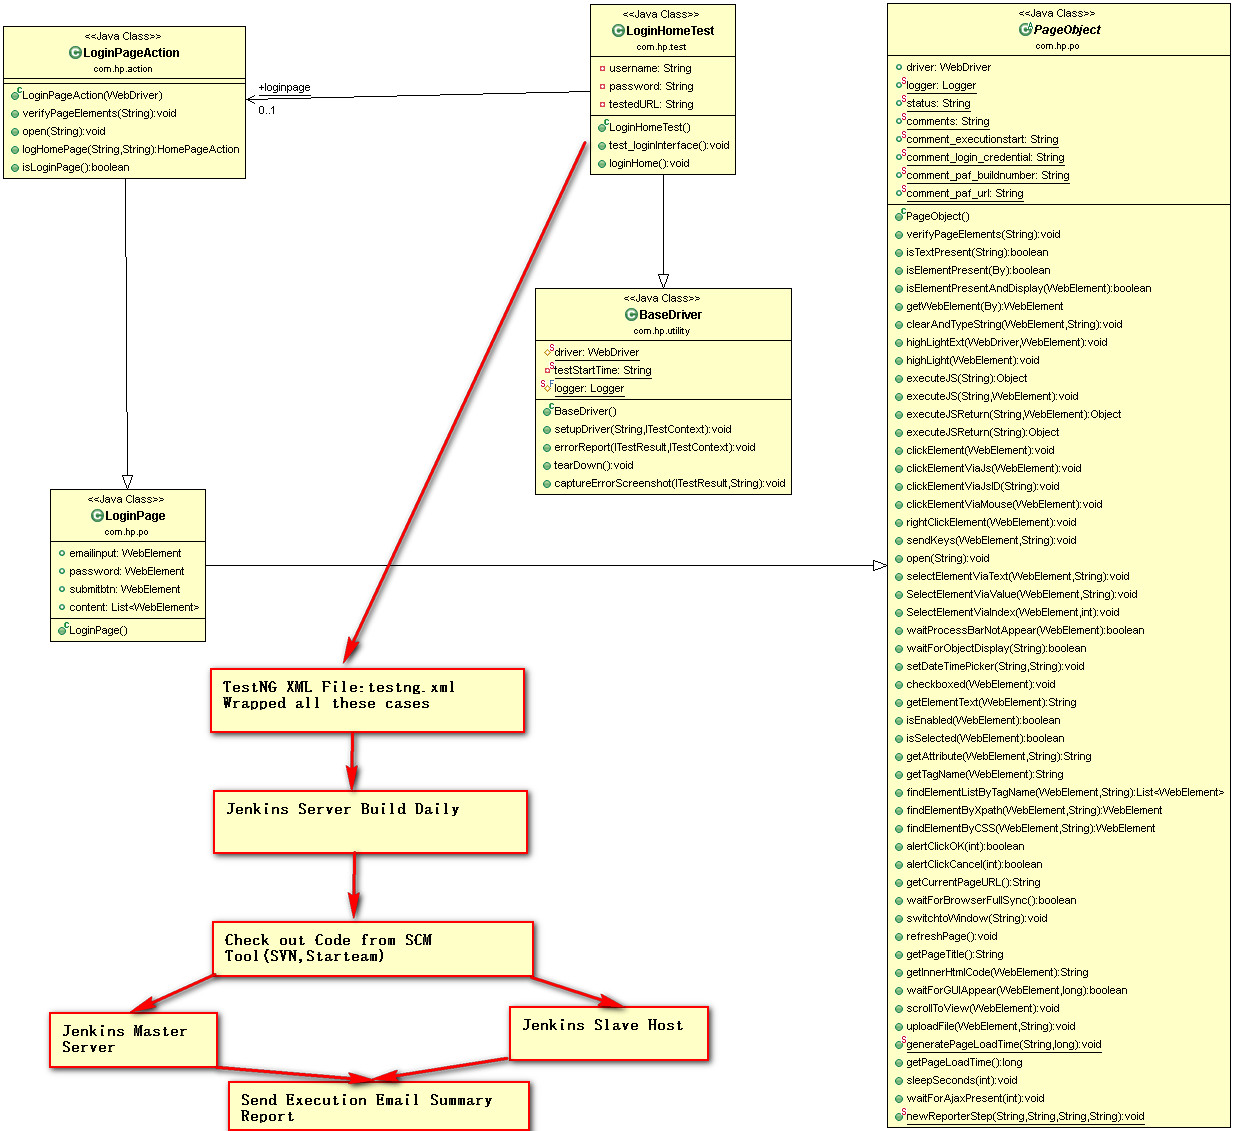 <<Java Class>>
LoginPageAction
com.hp.action
LoginPageAction(WebDriver)
verifyPageElements(String):void
open(String):void
logHomePage(String,String):HomePageAction
isLoginPage():boolean
+loginpage
0..1
<<Java Class>>
LoginHomeTest
com.hp.test
username: String
password: String
testedURL: String
LoginHomeTest()
test_loginInterface():void
loginHome():void
<<Java Class>>
BaseDriver
com.hp.utility
driver: WebDriver
testStartTime: String
logger: Logger
BaseDriver()
setupDriver(String,ITestContext):void
errorReport(ITestResult,ITestContext):void
tearDown():void
captureErrorScreenshot(ITestResult,String):void
<<Java Class>>
LoginPage
com.hp.po
emailinput: WebElement
password: WebElement
submitbtn: WebElement
content: List<WebElement>
LoginPage()
<<Java Class>>
PageObject
com.hp.po
driver: WebDriver
logger: Logger
status: String
comments: String
comment_executionstart: String
comment_login_credential: String
comment_paf_buildnumber: String
comment_paf_url: String
PageObject()
verifyPageElements(String):void
isTextPresent(String):boolean
isElementPresent(By):boolean
isElementPresentAndDisplay(WebElement):boolean
getWebElement(By):WebElement
clearAndTypeString(WebElement,String):void
highLightExt(WebDriver,WebElement):void
highLight(WebElement):void
executeJS(String):Object
executeJS(String,WebElement):void
executeJSReturn(String,WebElement):Object
executeJSReturn(String):Object
clickElement(WebElement):void
clickElementViaJs(WebElement):void
clickElementViaJsID(String):void
clickElementViaMouse(WebElement):void
rightClickElement(WebElement):void
sendKeys(WebElement,String):void
open(String):void
selectElementViaText(WebElement,String):void
SelectElementViaValue(WebElement,String):void
SelectElementViaIndex(WebElement,int):void
waitProcessBarNotAppear(WebElement):boolean
waitForObjectDisplay(String):boolean
setDateTimePicker(String,String):void
checkboxed(WebElement):void
getElementText(WebElement):String
isEnabled(WebElement):boolean
isSelected(WebElement):boolean
getAttribute(WebElement,String):String
getTagName(WebElement):String
findElementListByTagName(WebElement,String):List<WebElement>
findElementByXpath(WebElement,String):WebElement
findElementByCSS(WebElement,String):WebElement
alertClickOK(int):boolean
alertClickCancel(int):boolean
getCurrentPageURL():String
waitForBrowserFullSync():boolean
switchtoWindow(String):void
refreshPage():void
getPageTitle():String
getInnerHtmlCode(WebElement):String
waitForGUIAppear(WebElement,long):boolean
scrollToView(WebElement):void
uploadFile(WebElement,String):void
generatePageLoadTime(String,long):void
getPageLoadTime():long
sleepSeconds(int):void
waitForAjaxPresent(int):void
newReporterStep(String,String,String,String):void
TestNG XML File:testng.xml
Wrapped all these cases
Jenkins Server Build Daily
Check out Code from SCM
Tool(SVN,Starteam)
Jenkins Master
Server
Jenkins Slave Host
Send Execution Email Summary
Report